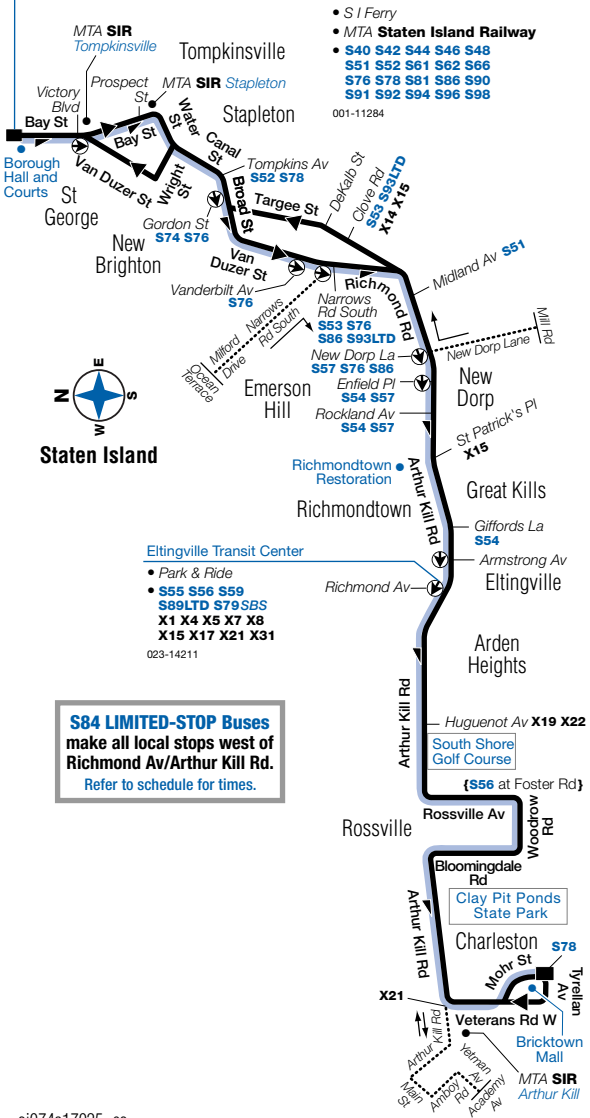 • S I Ferry
• MTA Staten Island Railway
• S40 S42 S44 S46 S48
S51 S52 S61 S62 S66
S76 S78 S81 S86 S90
S91 S92 S94 S96 S98
001-11284
MTA SIR
Tompkinsville
Tompkinsville
Prospect
St
MTA SIR Stapleton
Victory
Blvd
Stapleton
Bay St
Bay St
Water
St
Canal
St
Borough
Hall and
Courts
Van Duzer St
Wright
St
Tompkins Av
S52 S78
St
George
Broad St
Targee St
DeKalb St
Clove Rd
S53 S93LTD
X14 X15
Gordon St
S74 S76
New
Brighton
Van
Duzer St
Midland Av S51
Vanderbilt Av
S76
Richmond Rd
Narrows
Rd South
S53 S76
S86 S93LTD
Milford
Drive
Narrows
Rd South
Ocean
Terrace
Mill Rd
New Dorp Lane
New Dorp La
S57 S76 S86
Emerson
Hill
Enfield Pl
S54 S57
New
Dorp
Rockland Av
S54 S57
N
E
S
W
Staten Island
St Patrick's Pl
X15
Richmondtown
Restoration
Arthur Kill Rd
Great Kills
Richmondtown
Giffords La
S54
Eltingville Transit Center
• Park & Ride
• S55 S56 S59
S89LTD S79SBS
X1 X4 X5 X7 X8
X15 X17 X21 X31
023-14211
Armstrong Av
Richmond Av
Eltingville
Arden
Heights
Arthur Kill Rd
S84 LIMITED-STOP Buses
make all local stops west of
Richmond Av/Arthur Kill Rd.
Refer to schedule for times.
Huguenot Av X19 X22
South Shore
Golf Course
{S56 at Foster Rd}
Rossville Av
Woodrow
Rd
Rossville
Bloomingdale
Rd
Arthur Kill Rd
Clay Pit Ponds
State Park
Charleston
S78
Mohr St
Tyrellan
Av
X21
Veterans Rd W
Bricktown
Mall
Arthur
Kill Rd
Yetman
Av
MTA SIR
Arthur Kill
Main
St
Amboy
Rd
Academy
Av